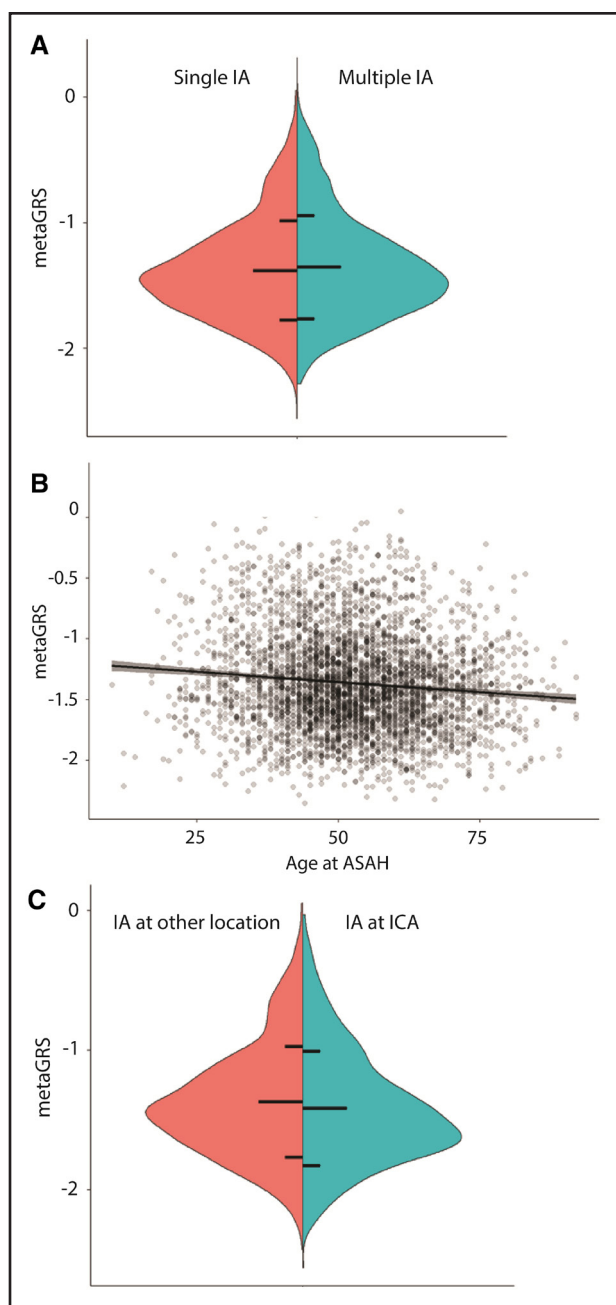 A
Single IA
Multiple IA
0
-1
-2
metaGRS
B
0
-0.5
-1
-1.5
-2
metaGRS
25
50
75
Age at ASAH
C
IA at other location
IA at ICA
0
-1
-2
metaGRS